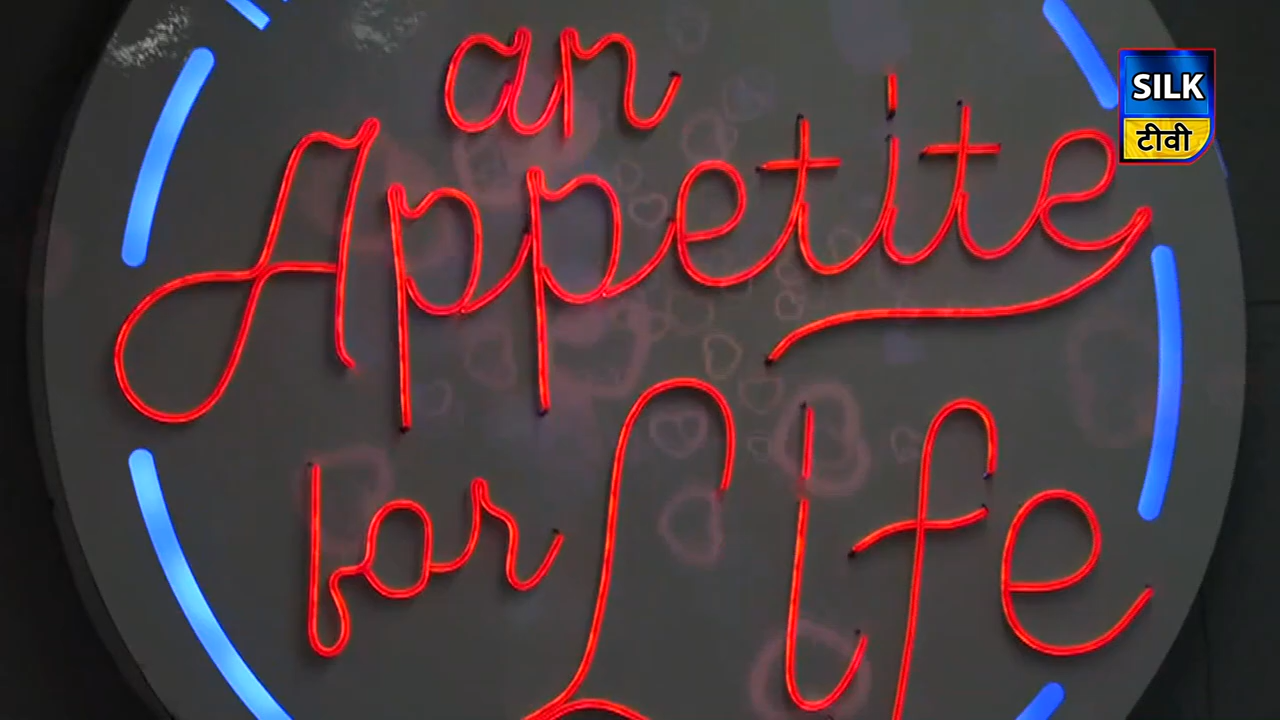 an
Appetite
for Life
SILK
टीवी